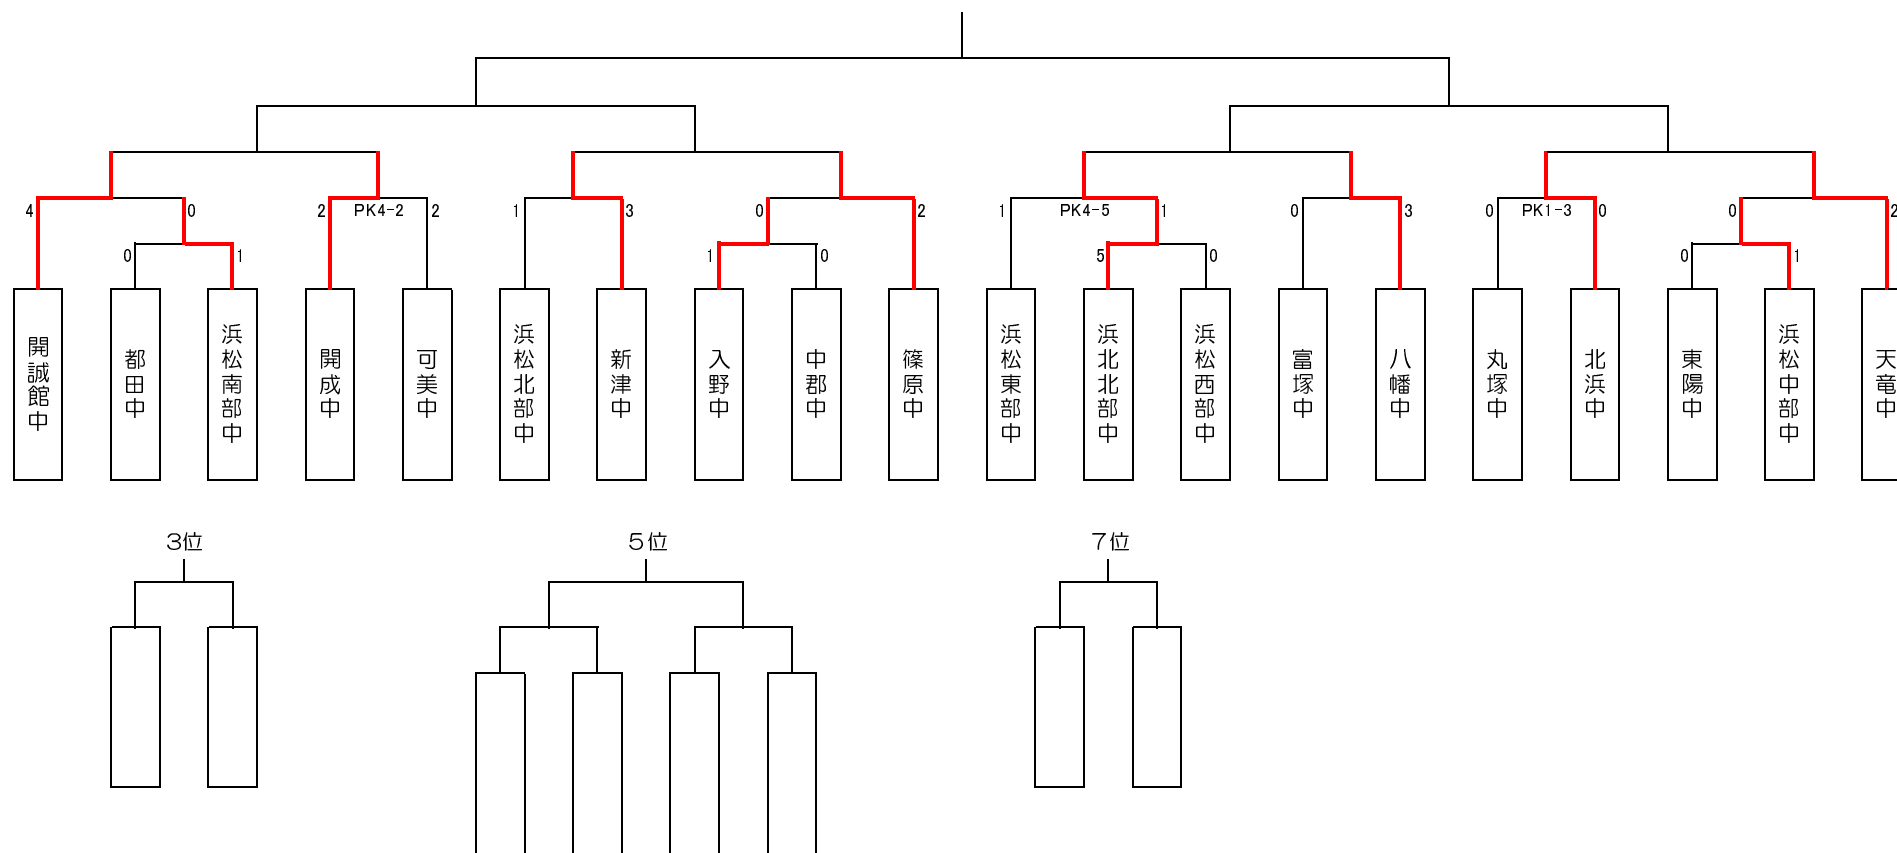 4 0 2 PK4-2 2 1 3 0 2 1 PK4-5 1 0 3 0 PK1-3 0 0 2
0 1 1 0 5 0 0 1
開誠館中
都田中
浜松南部中
開成中
可美中
浜松北部中
新津中
入野中
中郡中
篠原中
浜松東部中
浜北北部中
浜松西部中
富塚中
八幡中
丸塚中
北浜中
東陽中
浜松中部中
天竜中
3位 5位 7位